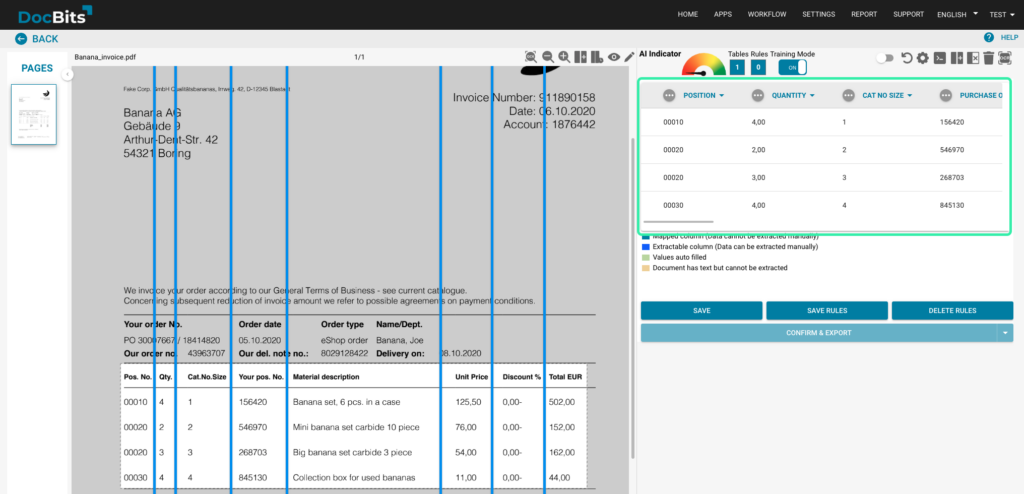 DocBits
HOME APPS WORKFLOW SETTINGS REPORT SUPPORT ENGLISH TEST
BACK
HELP
PAGES
Banana_invoice.pdf 1/1
AI Indicator
Tables Rules Training Mode
1 0 ON
Fake Corp. GmbH
Banana AG
Gebäude 9
Arthur-Dent-Str. 42
54321 Boring
Invoice Number: 911890158
Date: 06.10.2020
Account: 1876442
We invoice your order according to our General Terms of Business - see current catalogue.
Concerning subsequent reduction of invoice amount we refer to possible agreements on payment conditions.
Your order No. Order date Order type Name/Dept.
PO 30007667 / 18414820 05.10.2020 eShop order Banana, Joe
Our order no. 43963707 Our del. note no.: 8029128422 Delivery on: 08.10.2020
Pos. No. Qty. Cat.No.Size Your pos. No. Material description Unit Price Discount % Total EUR
00010 4 1 156420 Banana set, 6 pcs. in a case 125,50 0,00- 502,00
00020 2 2 546970 Mini banana set carbide 10 piece 76,00 0,00- 152,00
00020 3 3 268703 Big banana set carbide 3 piece 54,00 0,00- 162,00
00030 4 4 845130 Collection box for used bananas 11,00 0,00- 44,00
POSITION QUANTITY CAT NO SIZE PURCHASE O
00010 4,00 1 156420
00020 2,00 2 546970
00020 3,00 3 268703
00030 4,00 4 845130
Mapped column (Data cannot be extracted manually)
Extractable column (Data can be extracted manually)
Values auto filled
Document has text but cannot be extracted
SAVE SAVE RULES DELETE RULES
CONFIRM & EXPORT